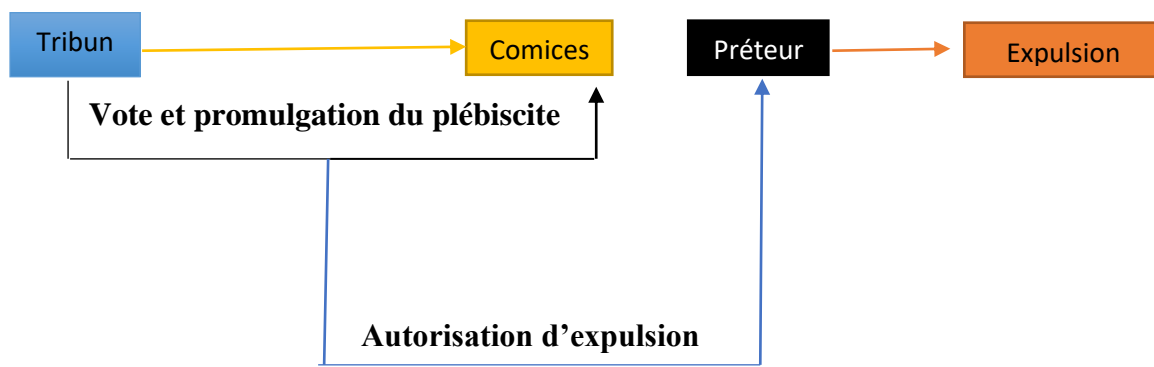 Tribun
Comices
Préteur
Expulsion
Vote et promulgation du plébiscite
Autorisation d’expulsion